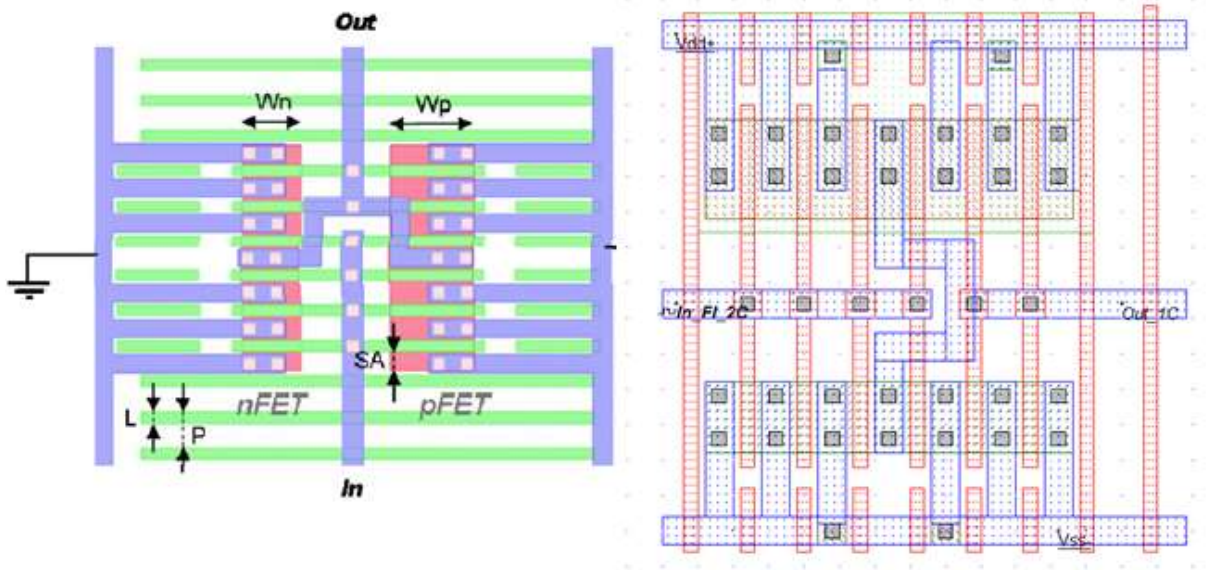 Out
Wn
Wp
SA
nFET
pFET
L
P
In
Vdd
In_FI_2C
Out_1C
Vss